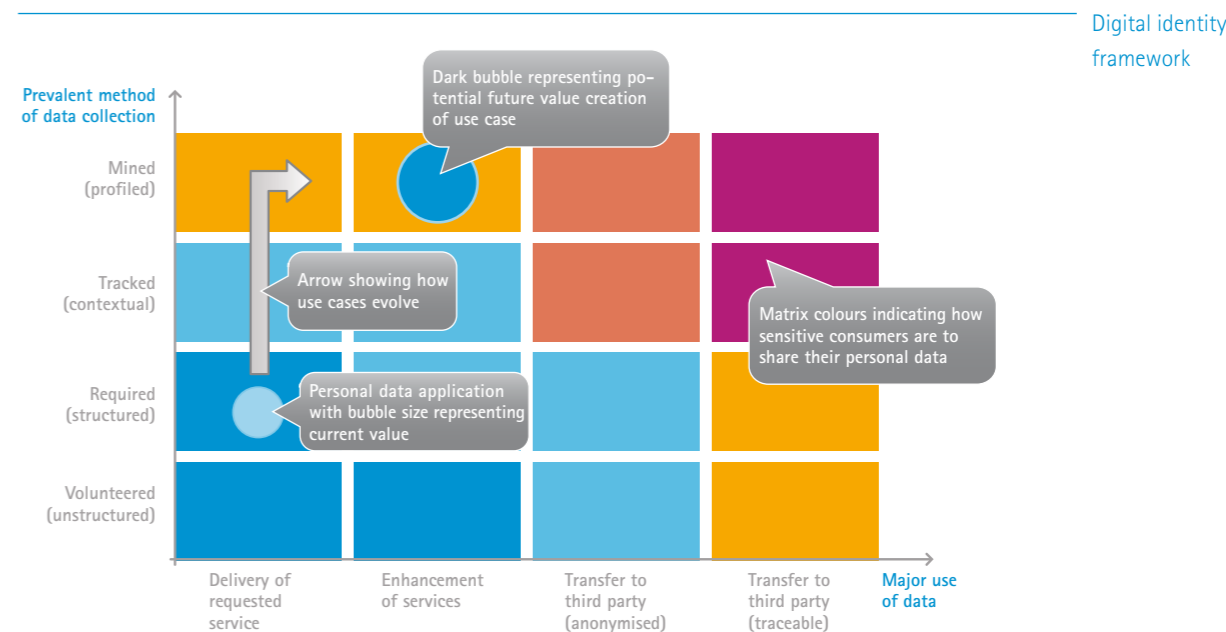 Digital identity
framework
Prevalent method
of data collection
Dark bubble representing po-
tential future value creation
of use case
Mined
(profiled)
Tracked
(contextual)
Arrow showing how
use cases evolve
Matrix colours indicating how
sensitive consumers are to
share their personal data
Required
(structured)
Personal data application
with bubble size representing
current value
Volunteered
(unstructured)
Delivery of
requested
service
Enhancement
of services
Transfer to
third party
(anonymised)
Transfer to
third party
(traceable)
Major use
of data